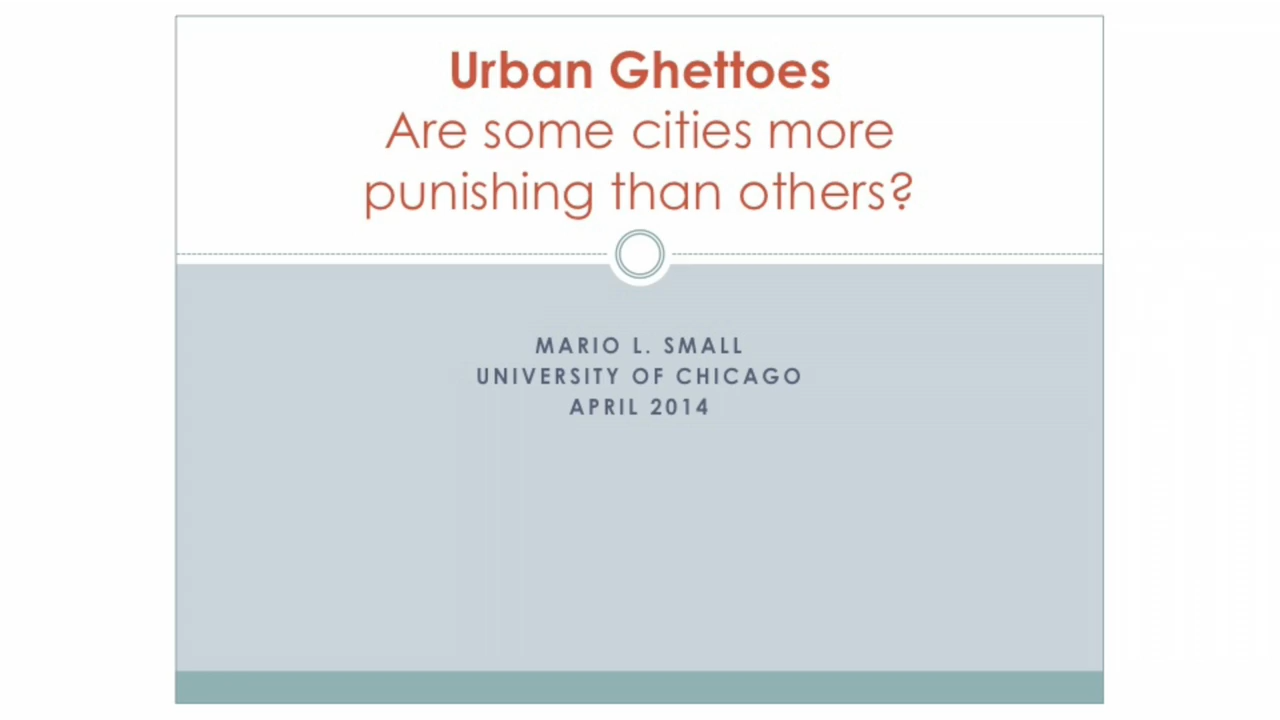 Urban Ghettoes
Are some cities more
punishing than others?
MARIO L. SMALL
UNIVERSITY OF CHICAGO
APRIL 2014